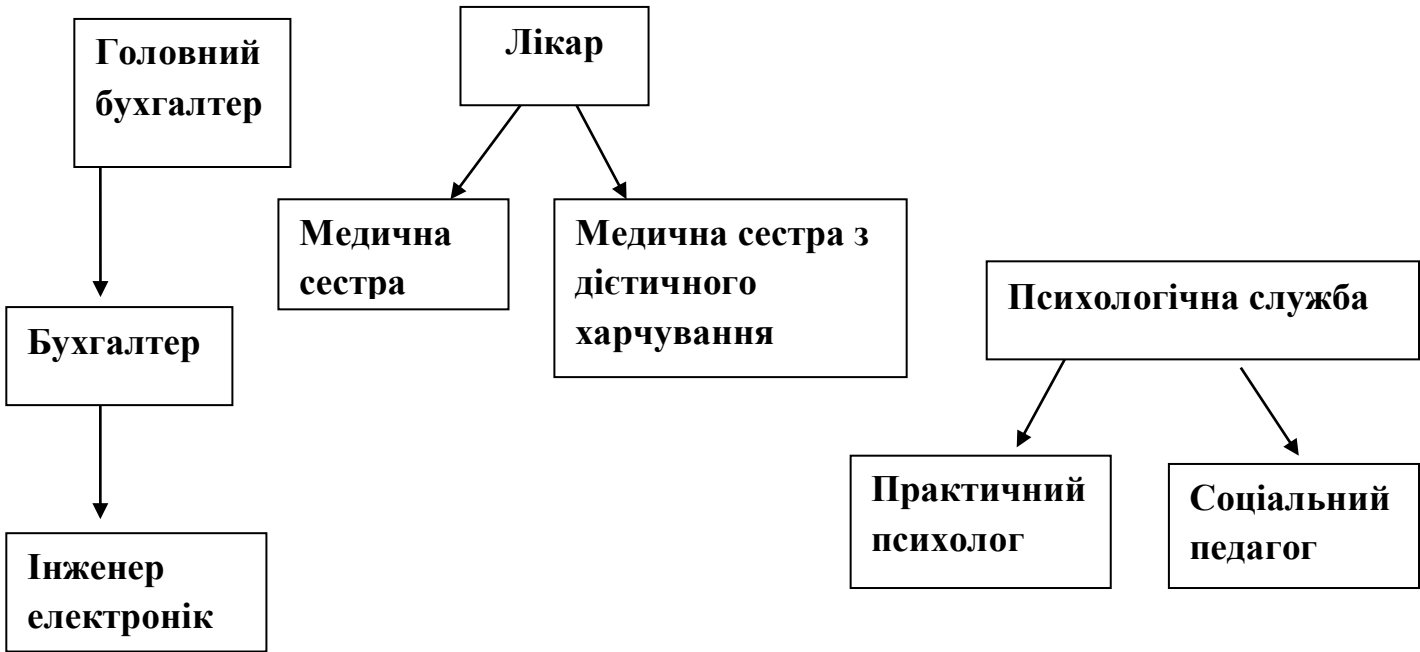 Головний
бухгалтер
Лікар
Медична
сестра
Медична сестра з
дієтичного
харчування
Психологічна служба
Бухгалтер
Практичний
психолог
Соціальний
педагог
Інженер
електронік